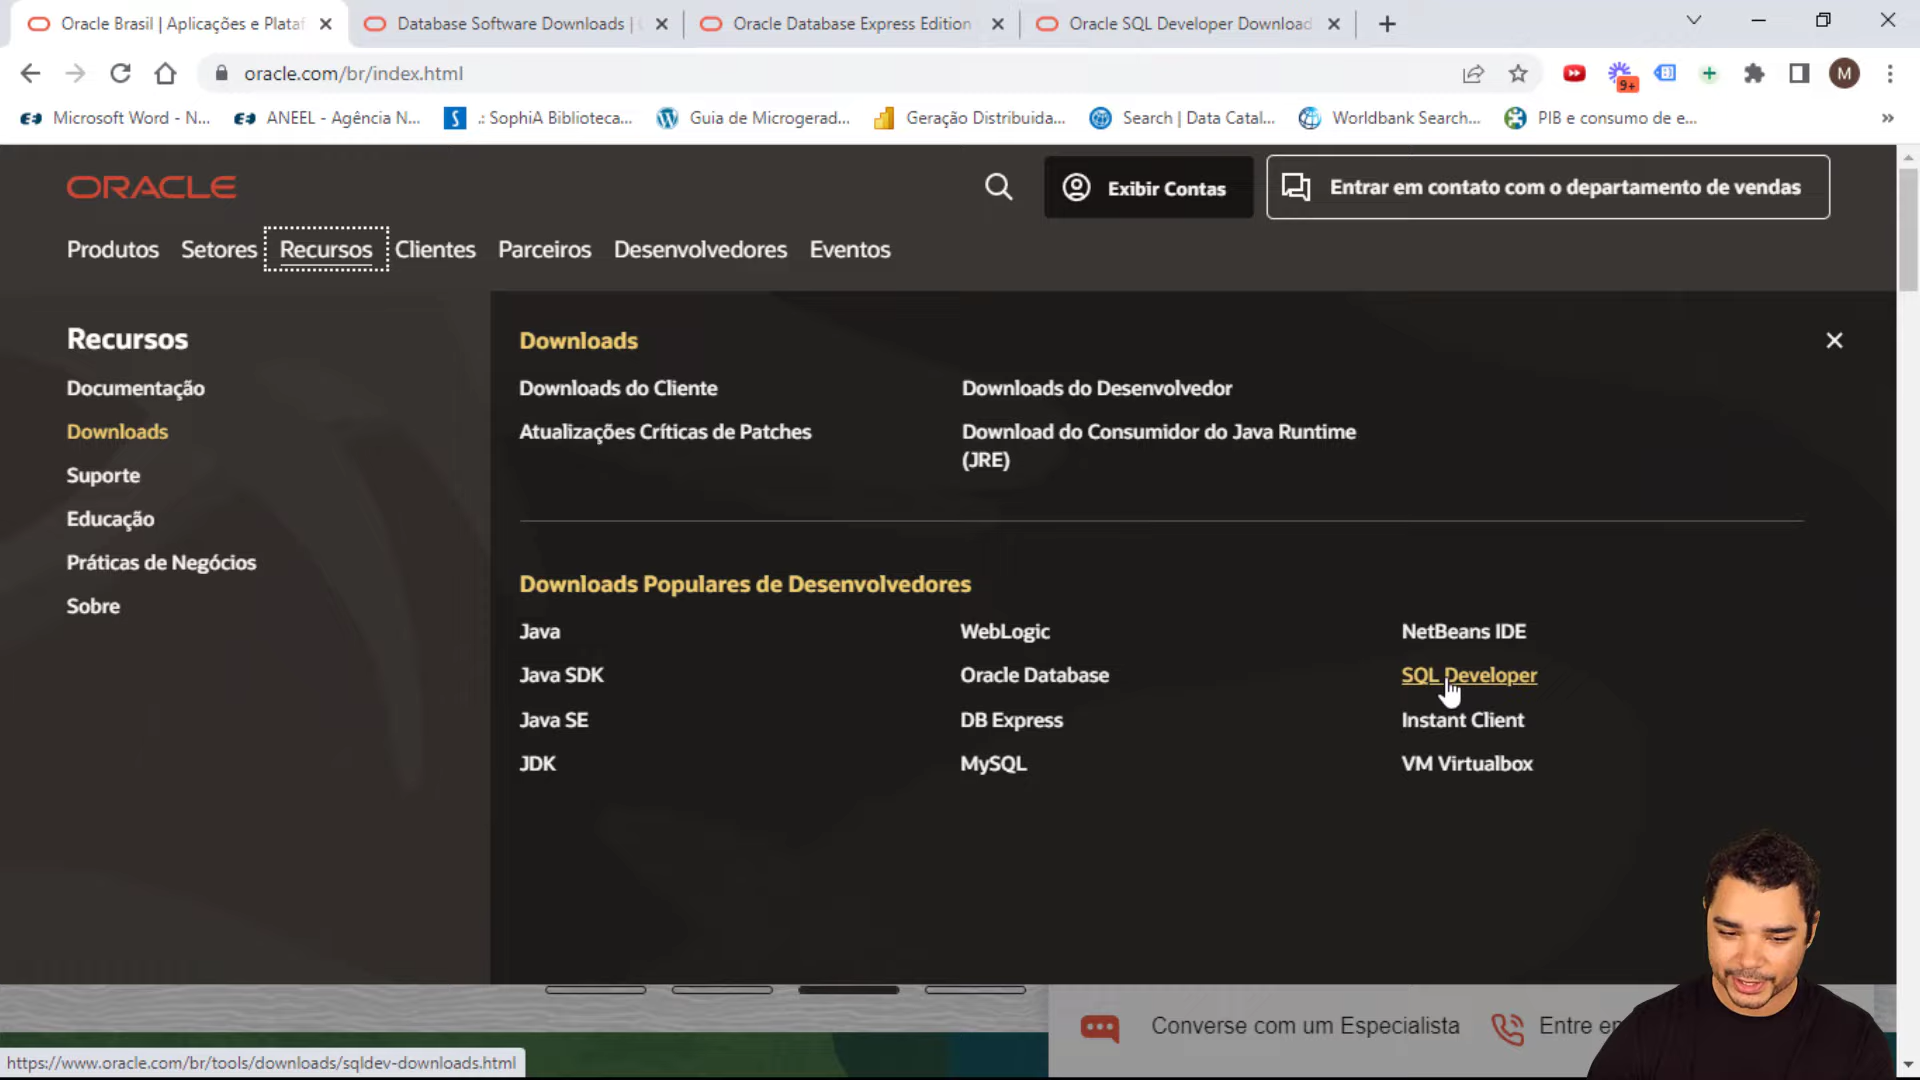 Oracle Brasil | Aplicações e Plataf
Database Software Downloads |
Oracle Database Express Edition
Oracle SQL Developer Download
oracle.com/br/index.html
9+
M
Microsoft Word - N...
ANEEL - Agência N...
.: SophiA Biblioteca...
Guia de Microgerad...
Geração Distribuida...
Search | Data Catal...
Worldbank Search...
PIB e consumo de e...
»
ORACLE
Exibir Contas
Entrar em contato com o departamento de vendas
Produtos Setores Recursos Clientes Parceiros Desenvolvedores Eventos
Recursos
Documentação
Downloads
Suporte
Educação
Práticas de Negócios
Sobre
Downloads
Downloads do Cliente
Downloads do Desenvolvedor
Atualizações Críticas de Patches
Download do Consumidor do Java Runtime
(JRE)
Downloads Populares de Desenvolvedores
Java
WebLogic
NetBeans IDE
Java SDK
Oracle Database
SQL Developer
Java SE
DB Express
Instant Client
JDK
MySQL
VM Virtualbox
Converse com um Especialista
Entre
https://www.oracle.com/br/tools/downloads/sqldev-downloads.html